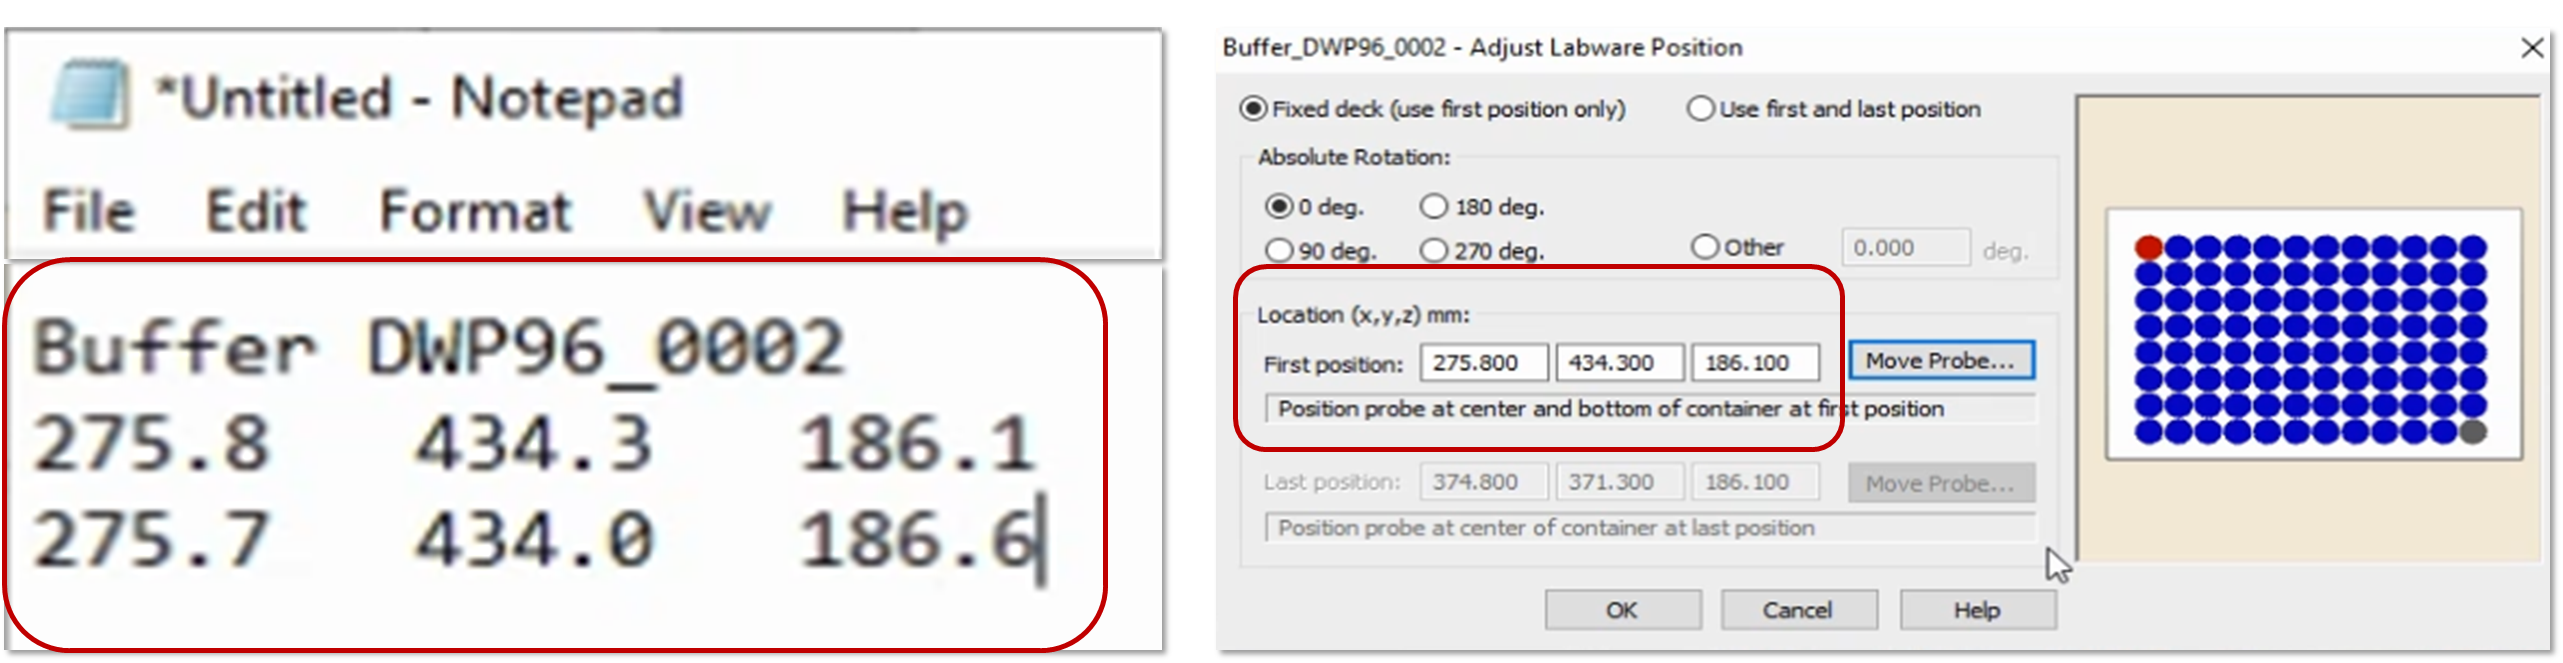 *Untitled - Notepad
File Edit Format View Help
Buffer DWP96_0002
275.8 434.3 186.1
275.7 434.0 186.6
Buffer_DWP96_0002 - Adjust Labware Position
Fixed deck (use first position only) Use first and last position
Absolute Rotation:
0 deg. 180 deg.
90 deg. 270 deg. Other 0.000 deg.
Location (x,y,z) mm:
First position: 275.800 434.300 186.100 Move Probe...
Position probe at center and bottom of container at first position
Last position: 374.800 371.300 186.100 Move Probe...
Position probe at center of container at last position
OK Cancel Help